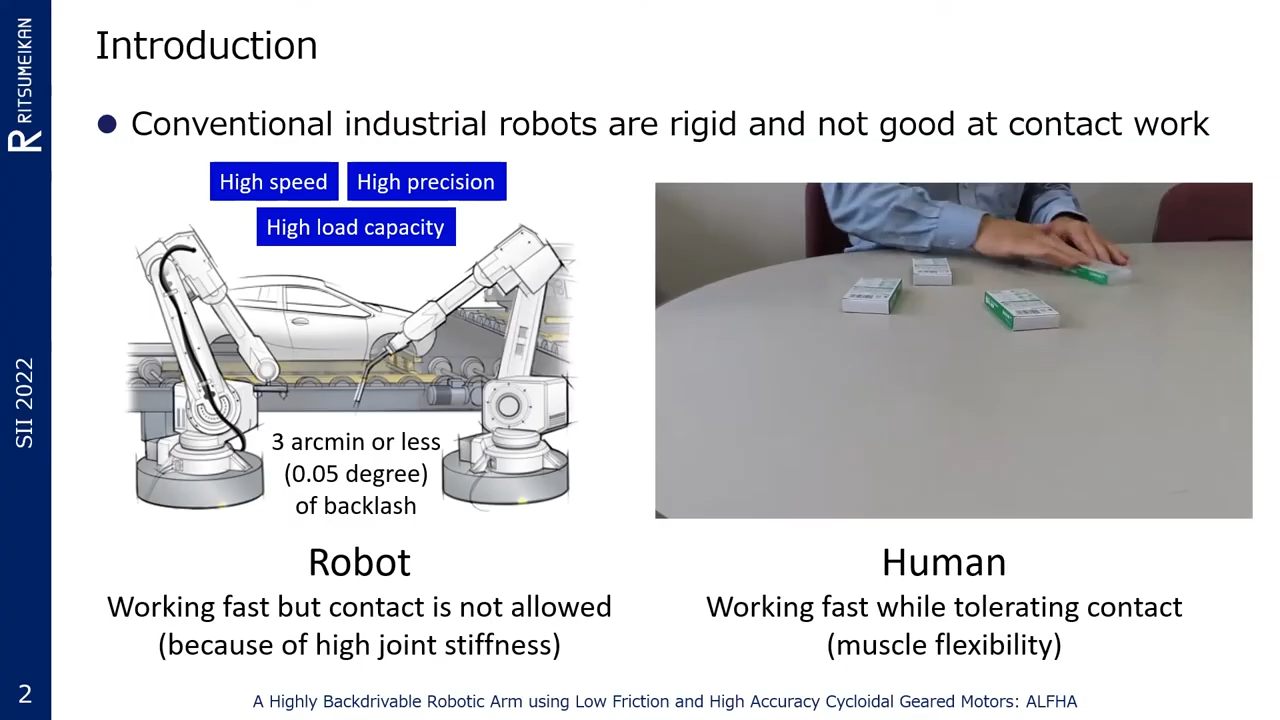 Introduction
Conventional industrial robots are rigid and not good at contact work
High speed
High precision
High load capacity
3 arcmin or less
(0.05 degree)
of backlash
Robot
Working fast but contact is not allowed
(because of high joint stiffness)
Human
Working fast while tolerating contact
(muscle flexibility)
A Highly Backdrivable Robotic Arm using Low Friction and High Accuracy Cycloidal Geared Motors: ALFHA
R RITSUMEIKAN
SII 2022
2